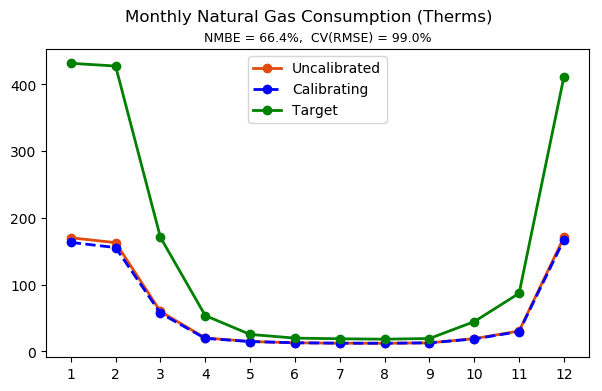 Monthly Natural Gas Consumption (Therms)
NMBE = 66.4%,  CV(RMSE) = 99.0%
Uncalibrated
Calibrating
Target
400
300
200
100
0
1 2 3 4 5 6 7 8 9 10 11 12